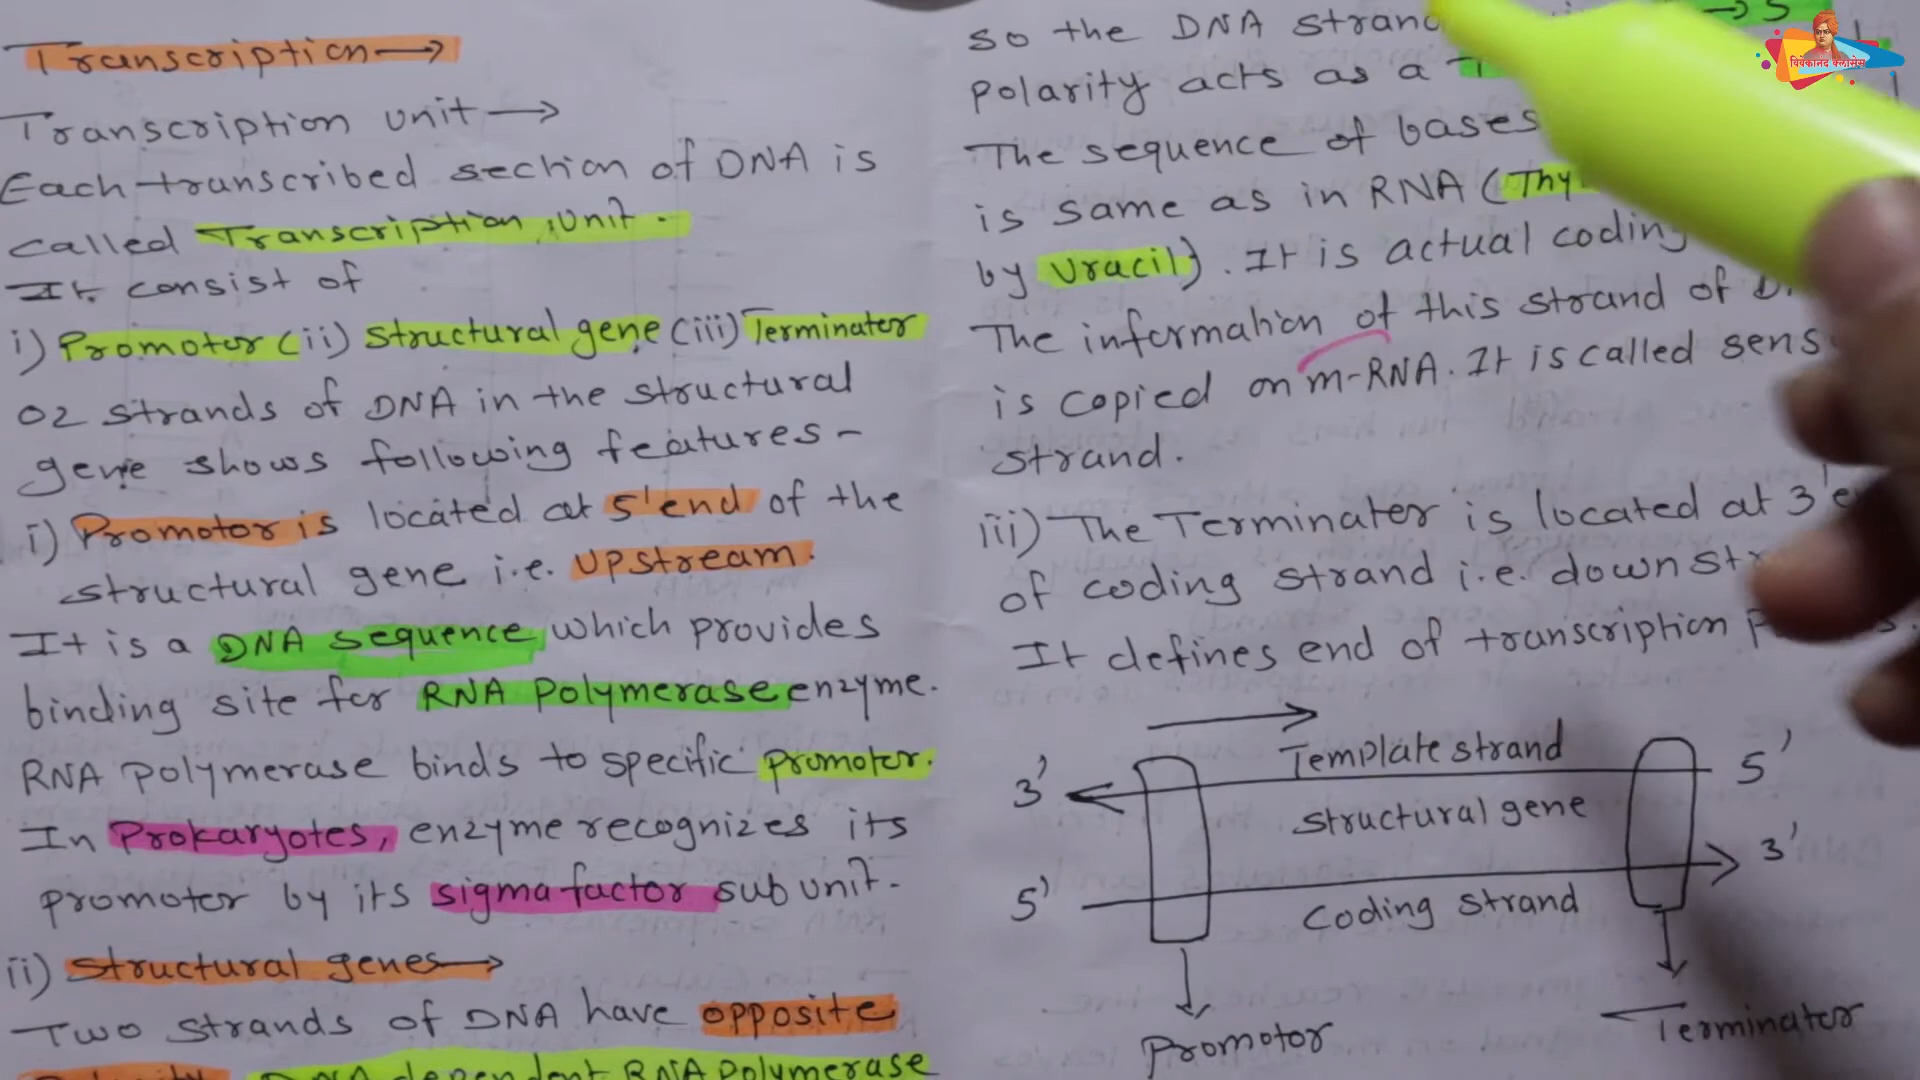 Transcription →
Transcription unit →
Each transcribed section of DNA is
called Transcription unit.
It consist of
i) Promotor (ii) Structural gene (iii) Terminater
02 strands of DNA in the structural
gene shows following features -
i) Promotor is located at 5' end of the
structural gene i.e. Upstream.
It is a DNA sequence which provides
binding site for RNA Polymerase enzyme.
RNA Polymerase binds to specific promoter.
In Prokaryotes, enzyme recognizes its
promoter by its sigma factor sub unit.
ii) Structural genes →
Two strands of DNA have opposite
DNA dependent RNA Polymerase
so the DNA → 5
polarity acts as a
The sequence of bases
is same as in RNA (
by Uracil). It is actual
The information of this strand of
is copied on m-RNA. It is called
strand.
iii) The Terminater is located at 3'
of coding strand i.e.
It defines end of transcription
Template strand
3' 5'
Structural gene
3'
5'
Coding strand
Promotor
Terminator
विवेकानंद क्लासेस